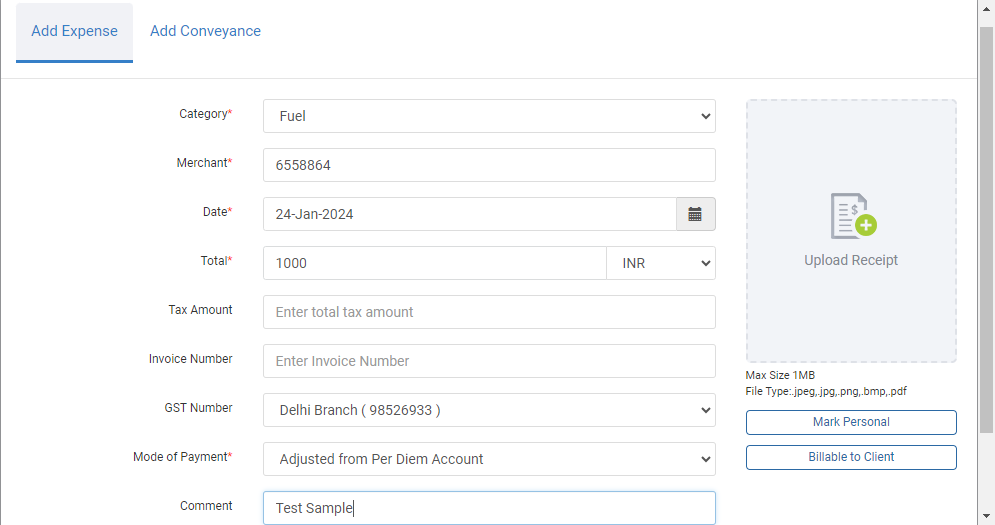 Add Expense
Add Conveyance
Category*
Fuel
Merchant*
6558864
Date*
24-Jan-2024
Total*
1000
INR
Tax Amount
Enter total tax amount
Invoice Number
Enter Invoice Number
GST Number
Delhi Branch ( 98526933 )
Mode of Payment*
Adjusted from Per Diem Account
Comment
Test Sample
$
Upload Receipt
Max Size 1MB
File Type:.jpeg,.jpg,.png,.bmp,.pdf
Mark Personal
Billable to Client